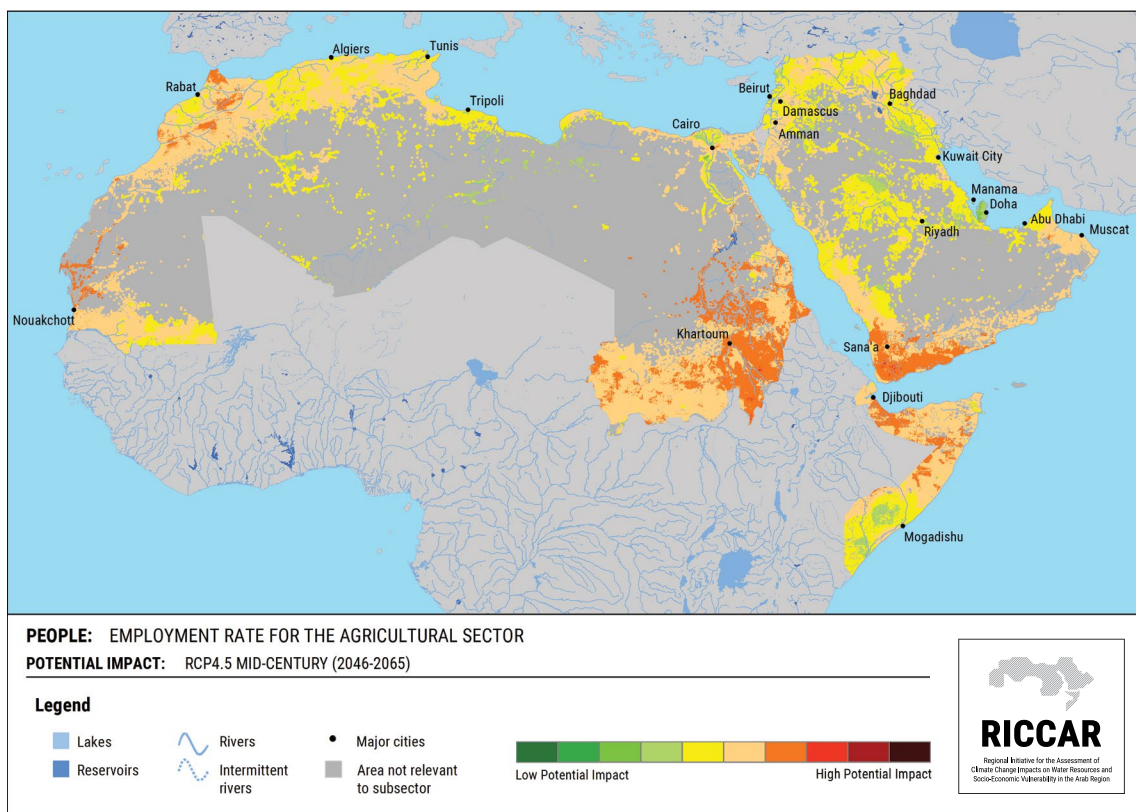 Algiers
Tunis
Rabat
Tripoli
Beirut
Baghdad
Damascus
Cairo
Amman
Kuwait City
Manama
Doha
Abu Dhabi
Riyadh
Muscat
Nouakchott
Khartoum
Sana'a
Djibouti
Mogadishu
PEOPLE: EMPLOYMENT RATE FOR THE AGRICULTURAL SECTOR
POTENTIAL IMPACT: RCP4.5 MID-CENTURY (2046-2065)
Legend
Lakes
Reservoirs
Rivers
Intermittent
rivers
Major cities
Area not relevant
to subsector
Low Potential Impact
High Potential Impact
RICCAR
Regional Initiative for the Assessment of
Climate Change Impacts on Water Resources and
Socio-Economic Vulnerability in the Arab Region